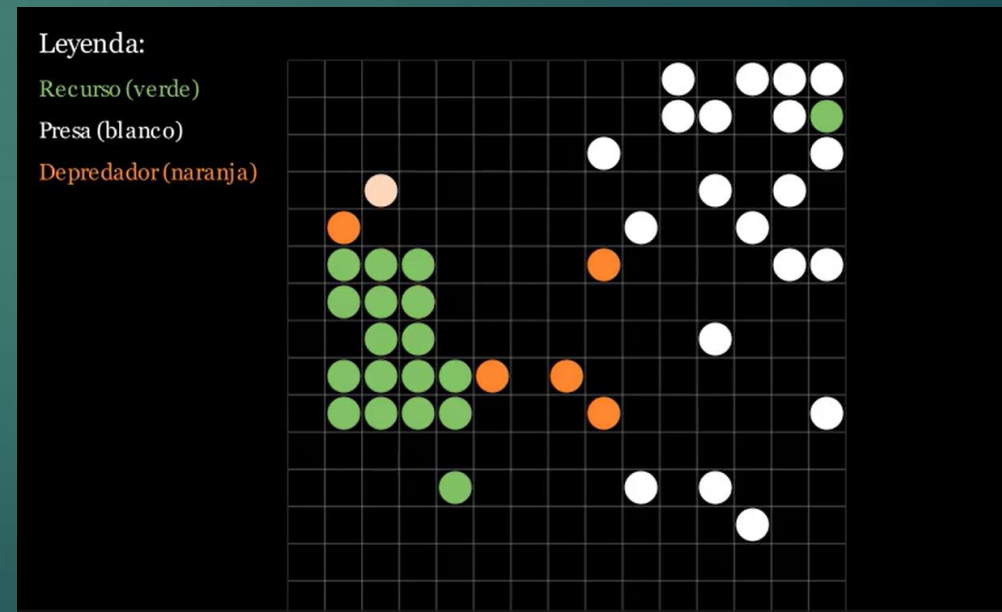 Leyenda:
Recurso (verde)
Presa (blanco)
Depredador (naranja)